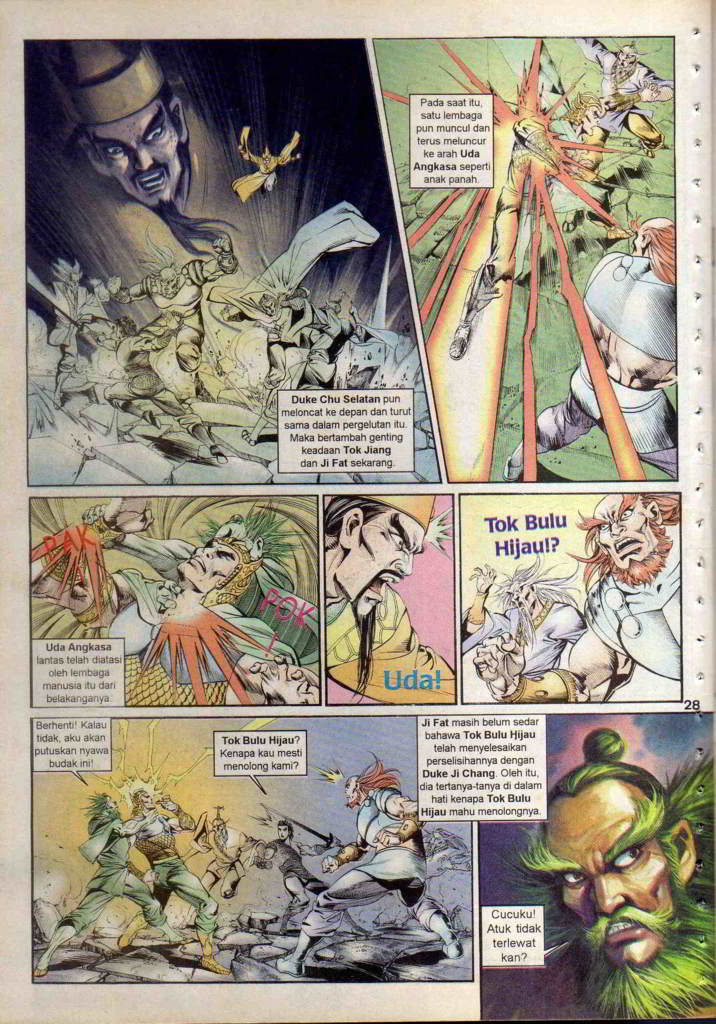 Duke Chu Selatan pun
meloncat ke depan dan turut
sama dalam pergelutan itu.
Maka bertambah genting
keadaan Tok Jiang
dan Ji Fat sekarang.
Pada saat itu,
satu lembaga
pun muncul dan
terus meluncur
ke arah Uda
Angkasa seperti
anak panah.
PAK
POK
!
Uda Angkasa
lantas telah diatasi
oleh lembaga
manusia itu dari
belakanganya.
Uda!
Tok Bulu
Hijau!?
28
Berhenti! Kalau
tidak, aku akan
putuskan nyawa
budak ini!
Tok Bulu Hijau?
Kenapa kau mesti
menolong kami?
Ji Fat masih belum sedar
bahawa Tok Bulu Hijau
telah menyelesaikan
perselisihannya dengan
Duke Ji Chang. Oleh itu,
dia tertanya-tanya di dalam
hati kenapa Tok Bulu
Hijau mahu menolongnya.
Cucuku!
Atuk tidak
terlewat
kan?